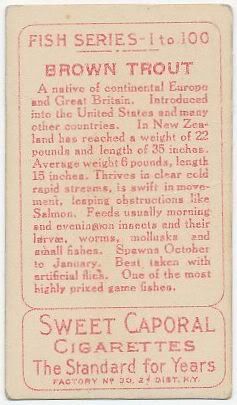 FISH SERIES-1 to 100
BROWN TROUT
A native of continental Europe
and Great Britain. Introduced
into the United States and many
other countries. In New Zea-
land has reached a weight of 22
pounds and length of 35 inches.
Average weight 6 pounds, length
15 inches. Thrives in clear cold
rapid streams, is swift in move-
ment, leaping obstructions like
Salmon. Feeds usually morning
and evening on insects and their
larvæ, worms, mollusks and
small fishes. Spawns October
to January. Best taken with
artificial flies. One of the most
highly prized game fishes.
SWEET CAPORAL
CIGARETTES
The Standard for Years
FACTORY Nº 30, 2d DIST. N.Y.